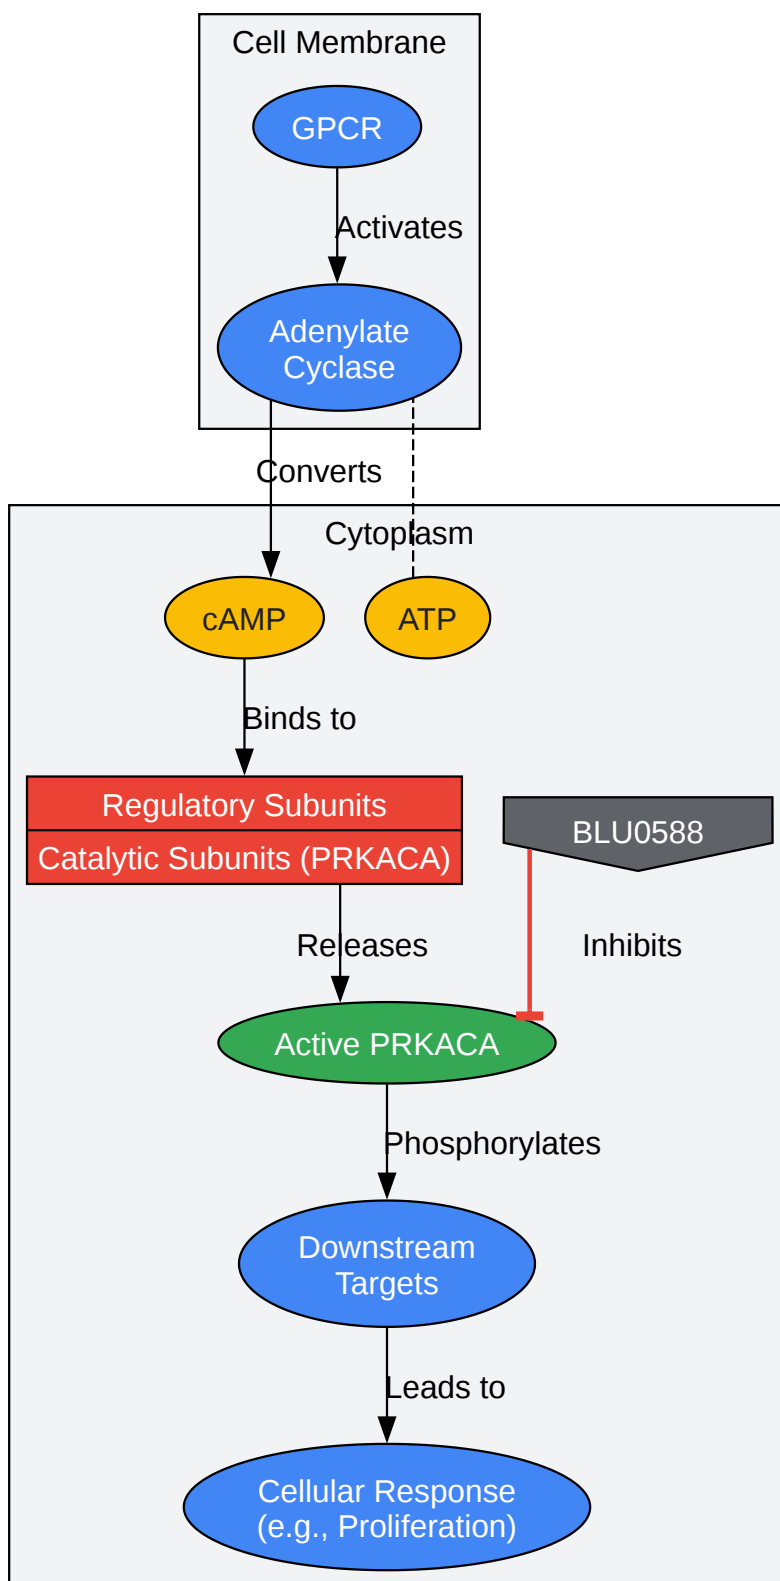 Cell Membrane
GPCR
Activates
Adenylate
Cyclase
Converts
Cytoplasm
cAMP
ATP
Binds to
Regulatory Subunits
Catalytic Subunits (PRKACA)
BLU0588
Releases
Inhibits
Active PRKACA
Phosphorylates
Downstream
Targets
Leads to
Cellular Response
(e.g., Proliferation)